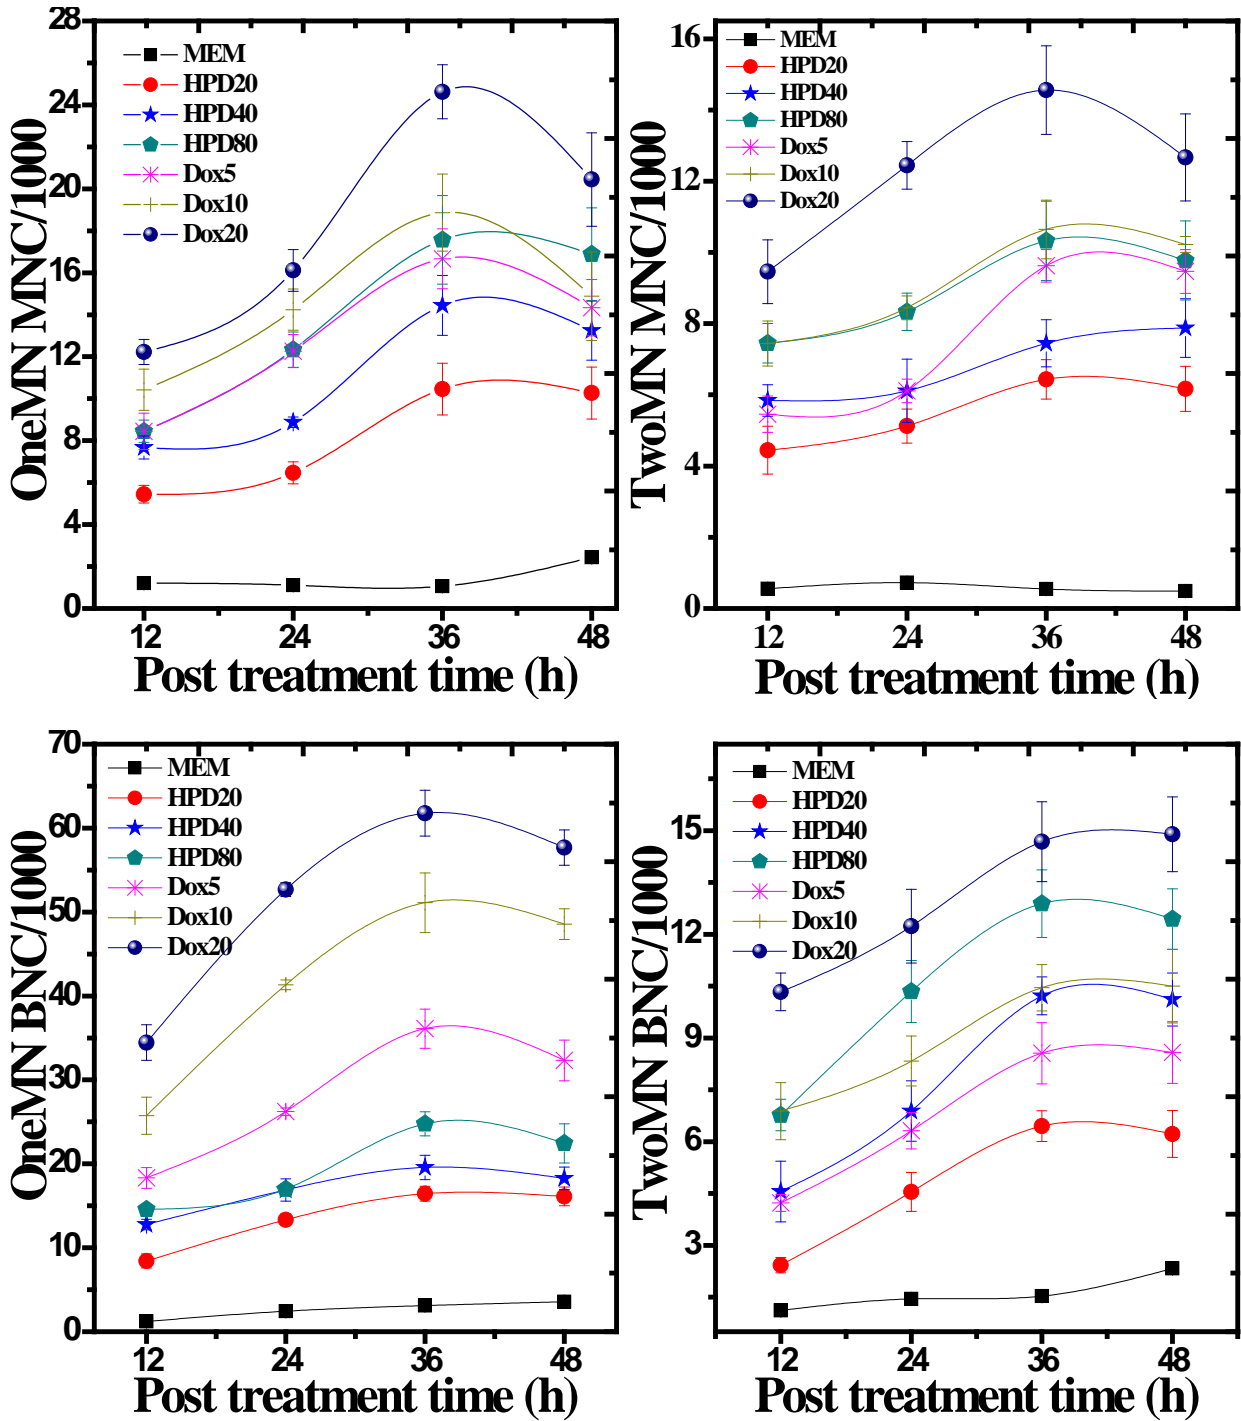 OneMN MNC/1000
28
24
20
16
12
8
4
0
MEM
HPD20
HPD40
HPD80
Dox5
Dox10
Dox20
12 24 36 48
Post treatment time (h)
TwoMN MNC/1000
16
12
8
4
0
MEM
HPD20
HPD40
HPD80
Dox5
Dox10
Dox20
12 24 36 48
Post treatment time (h)
OneMN BNC/1000
70
60
50
40
30
20
10
0
MEM
HPD20
HPD40
HPD80
Dox5
Dox10
Dox20
12 24 36 48
Post treatment time (h)
TwoMN BNC/1000
15
12
9
6
3
MEM
HPD20
HPD40
HPD80
Dox5
Dox10
Dox20
12 24 36 48
Post treatment time (h)